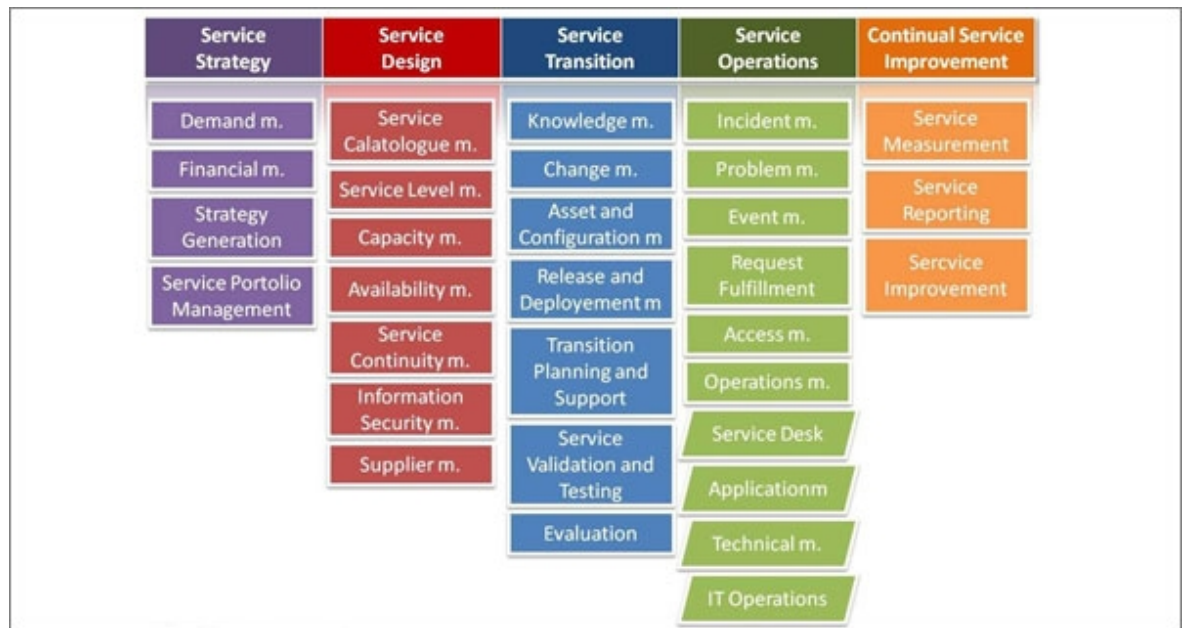 Service
Strategy
Service
Design
Service
Transition
Service
Operations
Continual Service
Improvement
Demand m.
Financial m.
Strategy
Generation
Service Portolio
Management
Service
Calatologue m.
Service Level m.
Capacity m.
Availability m.
Service
Continuity m.
Information
Security m.
Supplier m.
Knowledge m.
Change m.
Asset and
Configuration m
Release and
Deployement m
Transition
Planning and
Support
Service
Validation and
Testing
Evaluation
Incident m.
Problem m.
Event m.
Request
Fulfillment
Access m.
Operations m.
Service Desk
Applicationm
Technical m.
IT Operations
Service
Measurement
Service
Reporting
Sercvice
Improvement